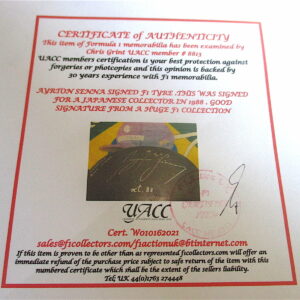 CERTIFICATE OF AUTHENTICITY
This item of Formula 1 memorabilia has been examined by
Chris Grint UACC member # 8813
UACC members certification is your best protection against
forgeries or photcopies and this opinion is backed by
30 years experience with F1 memorabilia.
AYRTON SENNA SIGNED F1 TYRE .THIS WAS SIGNED
FOR A JAPANESE COLLECTOR IN 1988 . GOOD
SIGNATURE FROM A HUGE F1 COLLECTION
oct. 88
UACC
Cert. W010162021
sales@f1collectors.com/f1actionuk@btinternet.com
If this item is proven to be other than as represented f1collectors.com will offer an
immediate refund of the purchase price subject to safe return of the item with this
numbered certificate which shall be the extent of the sellers liability.
Tel UK 44(0)1763 274448